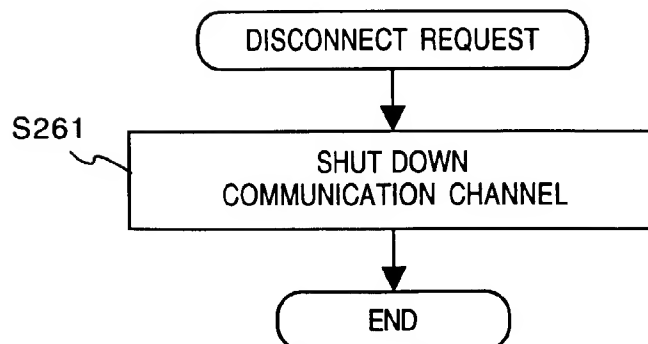 DISCONNECT REQUEST
S261
SHUT DOWN
COMMUNICATION CHANNEL
END